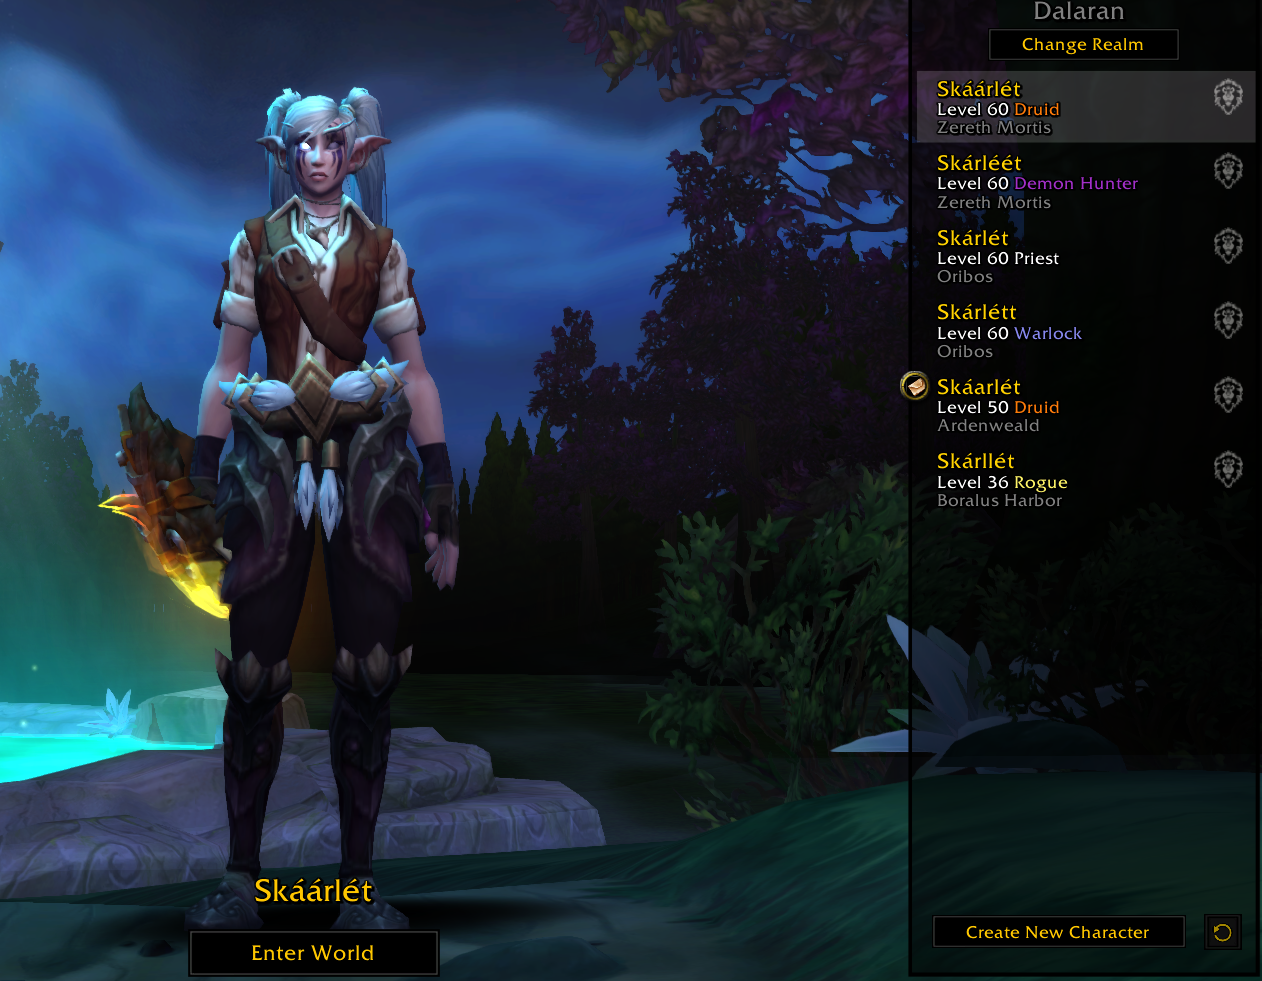 Dalaran
Change Realm
Skáárlét
Level 60 Druid
Zereth Mortis
Skárléét
Level 60 Demon Hunter
Zereth Mortis
Skárlét
Level 60 Priest
Oribos
Skárlétt
Level 60 Warlock
Oribos
Skáarlét
Level 50 Druid
Ardenweald
Skárllét
Level 36 Rogue
Boralus Harbor
Skáárlét
Enter World
Create New Character